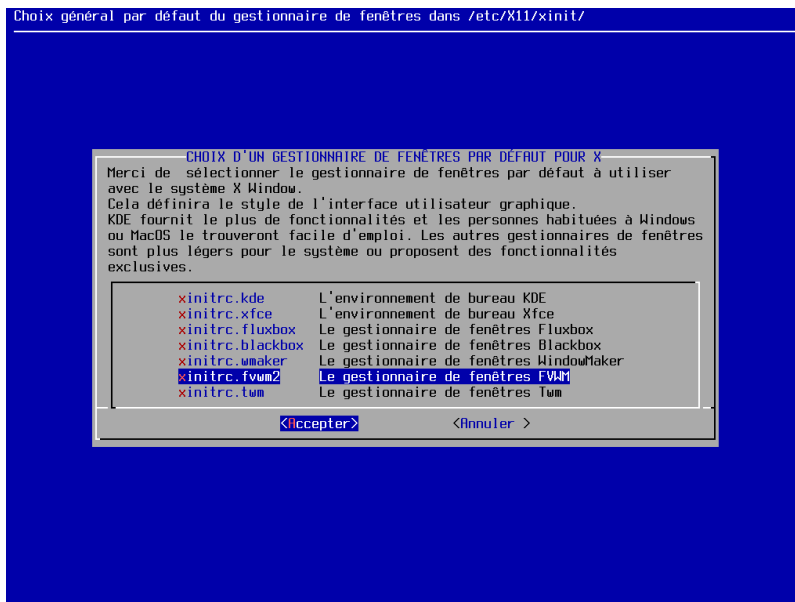 Choix général par défaut du gestionnaire de fenêtres dans /etc/X11/xinit/
CHOIX D'UN GESTIONNAIRE DE FENÊTRES PAR DÉFAUT POUR X
Merci de  sélectionner le gestionnaire de fenêtres par défaut à utiliser
avec le système X Window.
Cela définira le style de l'interface utilisateur graphique.
KDE fournit le plus de fonctionnalités et les personnes habituées à Windows
ou MacOS le trouveront facile d'emploi. Les autres gestionnaires de fenêtres
sont plus légers pour le système ou proposent des fonctionnalités
exclusives.
xinitrc.kde L'environnement de bureau KDE
xinitrc.xfce L'environnement de bureau Xfce
xinitrc.fluxbox Le gestionnaire de fenêtres Fluxbox
xinitrc.blackbox Le gestionnaire de fenêtres Blackbox
xinitrc.wmaker Le gestionnaire de fenêtres WindowMaker
xinitrc.fvwm2 Le gestionnaire de fenêtres FVWM
xinitrc.twm Le gestionnaire de fenêtres Twm
<Accepter> <Annuler >